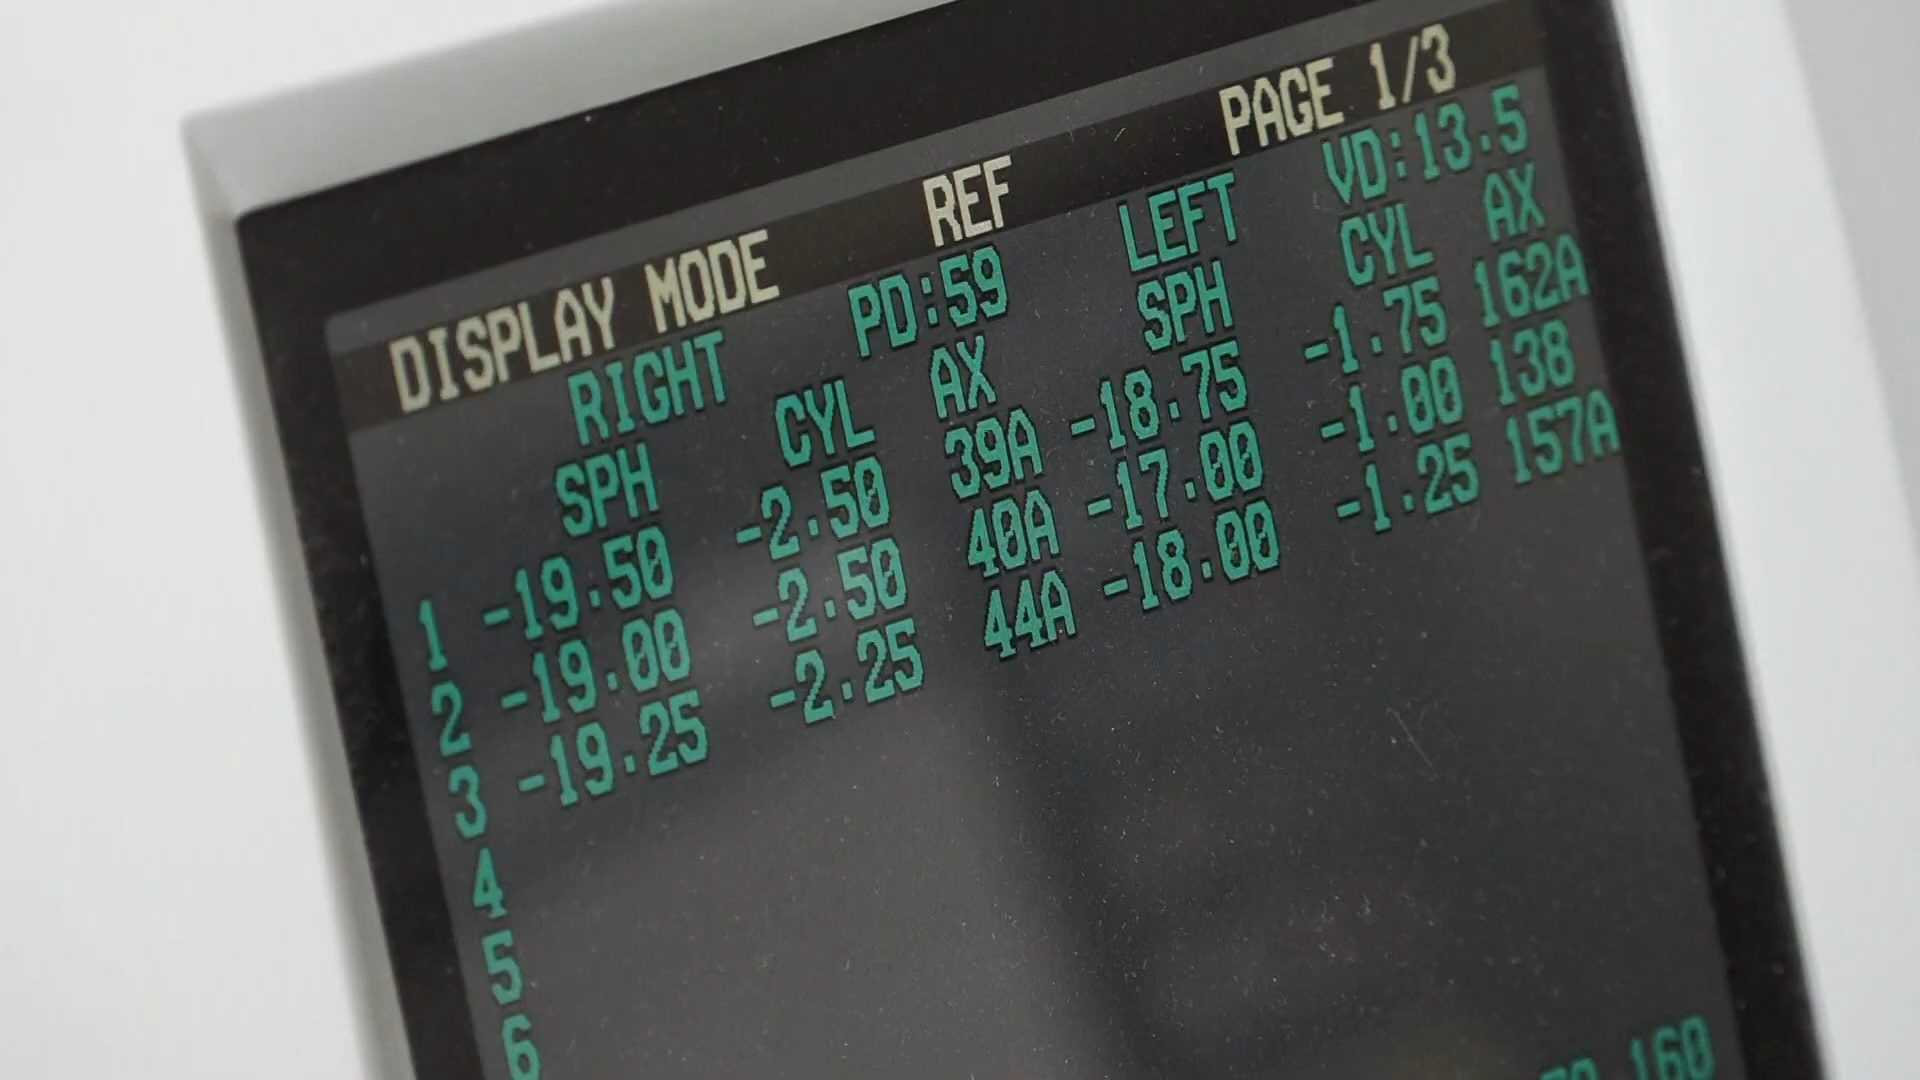 DISPLAY MODE REF PAGE 1/3
RIGHT PD:59 LEFT VD:13.5
SPH CYL AX SPH CYL AX
1 -19.50 -2.50 39A -18.75 -1.75 162A
2 -19.00 -2.50 40A -17.00 -1.00 138
3 -19.25 -2.25 44A -18.00 -1.25 157A
4
5
6
160